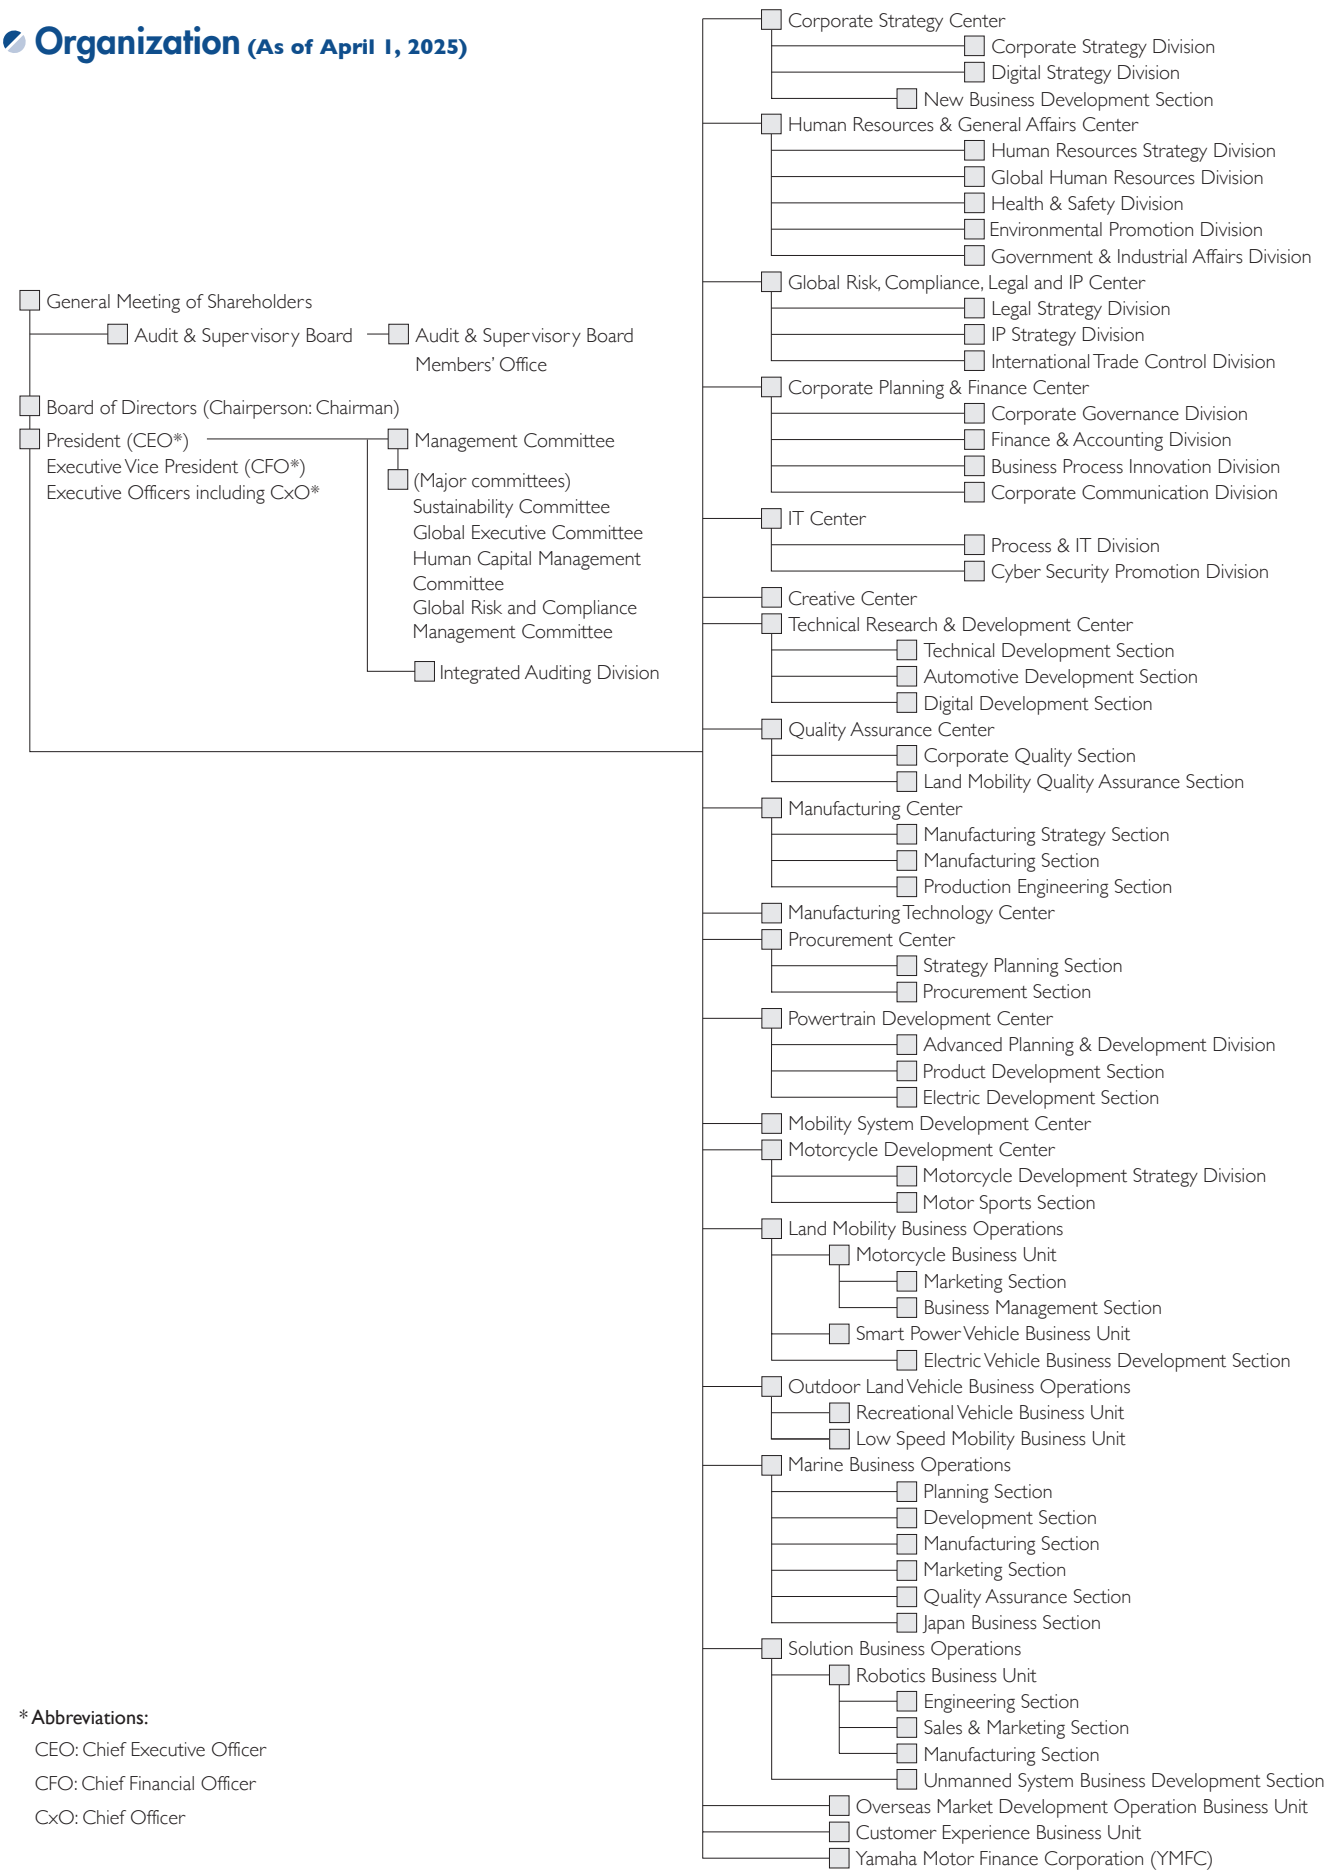 Organization (As of April 1, 2025)
General Meeting of Shareholders
Audit & Supervisory Board
Audit & Supervisory Board
Members' Office
Board of Directors (Chairperson: Chairman)
President (CEO*)
Executive Vice President (CFO*)
Executive Officers including CxO*
Management Committee
(Major committees)
Sustainability Committee
Global Executive Committee
Human Capital Management
Committee
Global Risk and Compliance
Management Committee
Integrated Auditing Division
Corporate Strategy Center
Corporate Strategy Division
Digital Strategy Division
New Business Development Section
Human Resources & General Affairs Center
Human Resources Strategy Division
Global Human Resources Division
Health & Safety Division
Environmental Promotion Division
Government & Industrial Affairs Division
Global Risk, Compliance, Legal and IP Center
Legal Strategy Division
IP Strategy Division
International Trade Control Division
Corporate Planning & Finance Center
Corporate Governance Division
Finance & Accounting Division
Business Process Innovation Division
Corporate Communication Division
IT Center
Process & IT Division
Cyber Security Promotion Division
Creative Center
Technical Research & Development Center
Technical Development Section
Automotive Development Section
Digital Development Section
Quality Assurance Center
Corporate Quality Section
Land Mobility Quality Assurance Section
Manufacturing Center
Manufacturing Strategy Section
Manufacturing Section
Production Engineering Section
Manufacturing Technology Center
Procurement Center
Strategy Planning Section
Procurement Section
Powertrain Development Center
Advanced Planning & Development Division
Product Development Section
Electric Development Section
Mobility System Development Center
Motorcycle Development Center
Motorcycle Development Strategy Division
Motor Sports Section
Land Mobility Business Operations
Motorcycle Business Unit
Marketing Section
Business Management Section
Smart Power Vehicle Business Unit
Electric Vehicle Business Development Section
Outdoor Land Vehicle Business Operations
Recreational Vehicle Business Unit
Low Speed Mobility Business Unit
Marine Business Operations
Planning Section
Development Section
Manufacturing Section
Marketing Section
Quality Assurance Section
Japan Business Section
Solution Business Operations
Robotics Business Unit
Engineering Section
Sales & Marketing Section
Manufacturing Section
Unmanned System Business Development Section
Overseas Market Development Operation Business Unit
Customer Experience Business Unit
Yamaha Motor Finance Corporation (YMFC)
* Abbreviations:
CEO: Chief Executive Officer
CFO: Chief Financial Officer
CxO: Chief Officer